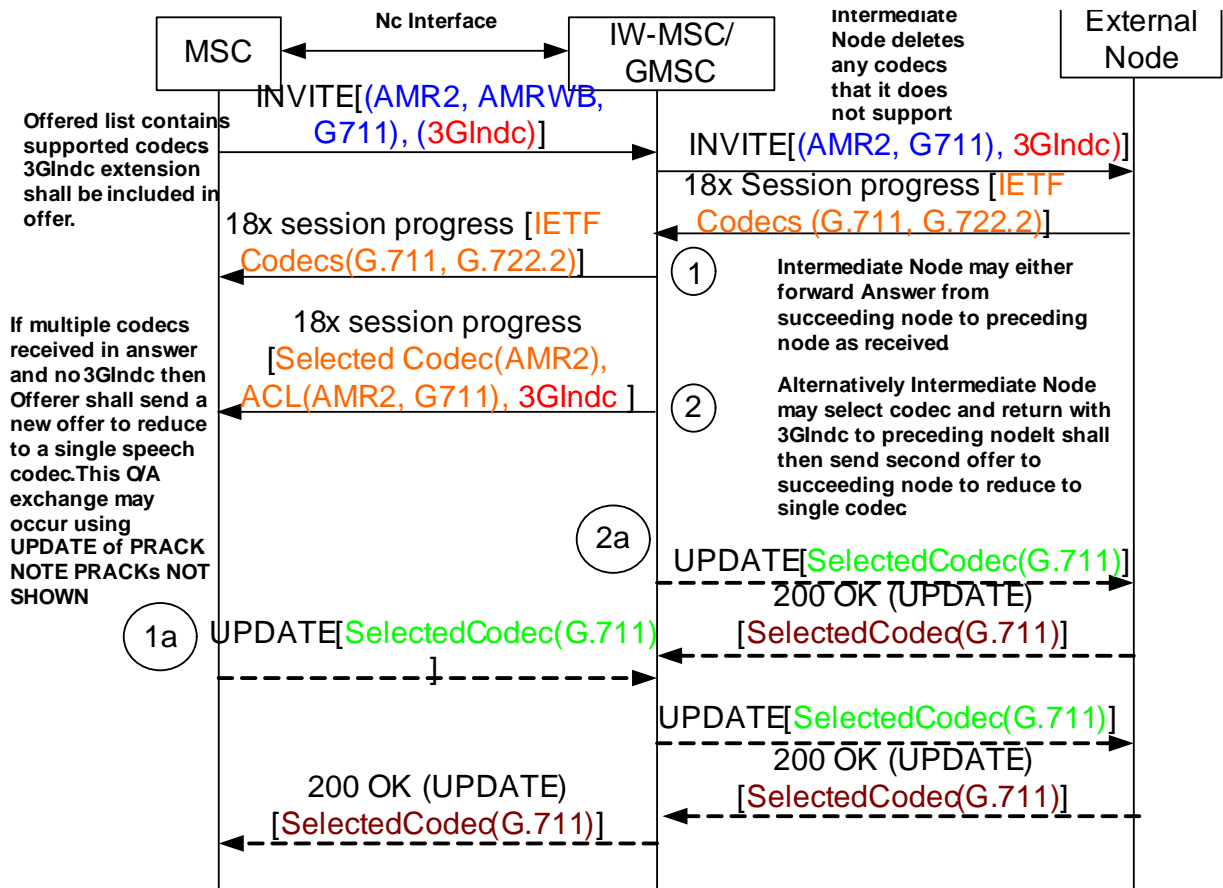 Nc Interface
MSC
IW-MSC/
GMSC
Intermediate
Node deletes
any codecs
that it does
not support
External
Node
Offered list contains
supported codecs
3GIndc extension
shall be included in
offer.
INVITE[(AMR2, AMRWB,
G711), (3GIndc)]
INVITE[(AMR2, G711), 3GIndc)]
18x Session progress [IETF
Codecs (G.711, G.722.2)]
18x session progress [IETF
Codecs(G.711, G.722.2)]
1
Intermediate Node may either
forward Answer from
succeeding node to preceding
node as received
If multiple codecs
received in answer
and no 3GIndc then
Offerer shall send a
new offer to reduce
to a single speech
codec.This O/A
exchange may
occur using
UPDATE of PRACK
NOTE PRACKs NOT
SHOWN
18x session progress
[Selected Codec(AMR2),
ACL(AMR2, G711), 3GIndc ]
2
Alternatively Intermediate Node
may select codec and return with
3GIndc to preceding nodeIt shall
then send second offer to
succeeding node to reduce to
single codec
2a
UPDATE[SelectedCodec(G.711)]
200 OK (UPDATE)
[SelectedCodec(G.711)]
1a
UPDATE[SelectedCodec(G.711)
]
UPDATE[SelectedCodec(G.711)]
200 OK (UPDATE)
[SelectedCodec(G.711)]
200 OK (UPDATE)
[SelectedCodec(G.711)]